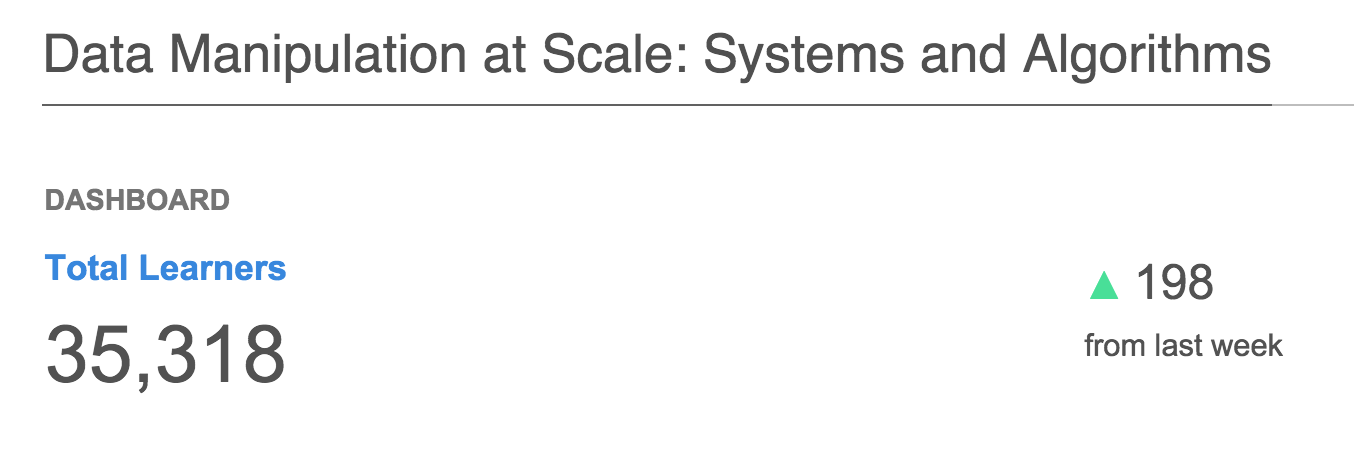 Data Manipulation at Scale: Systems and Algorithms
DASHBOARD
Total Learners
35,318
▲ 198
from last week